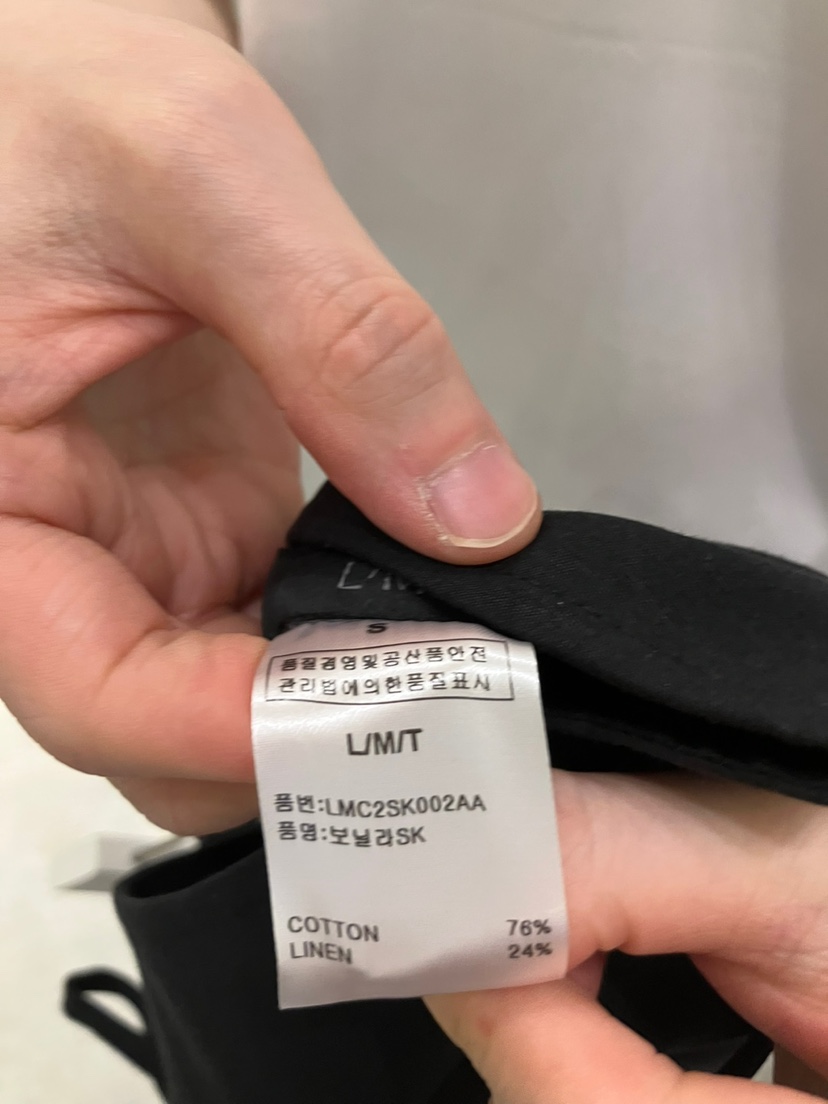 S
품질경영및공산품안전
관리법에의한품질표시
L/M/T
품번:LMC2SK002AA
품명:보닐라SK
COTTON 76%
LINEN 24%